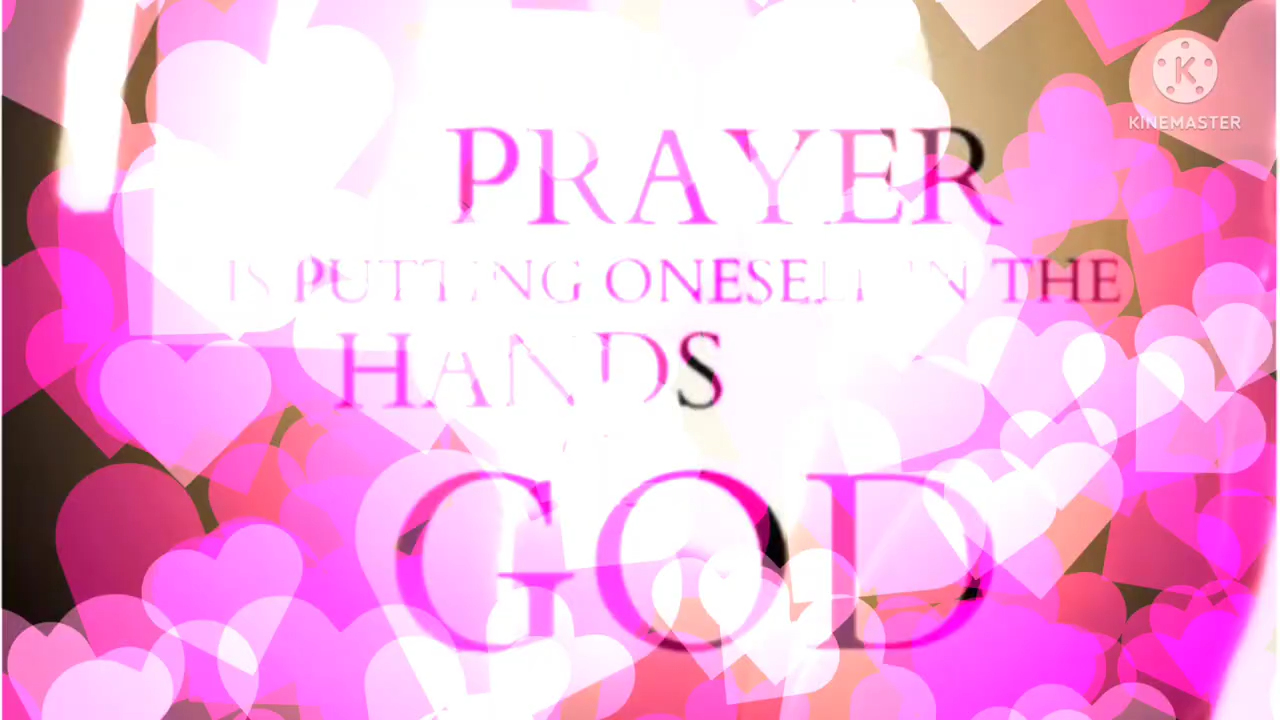 K
KINEMASTER
PRAYER
IS PUTTING ONESELF IN THE
HANDS
GOD